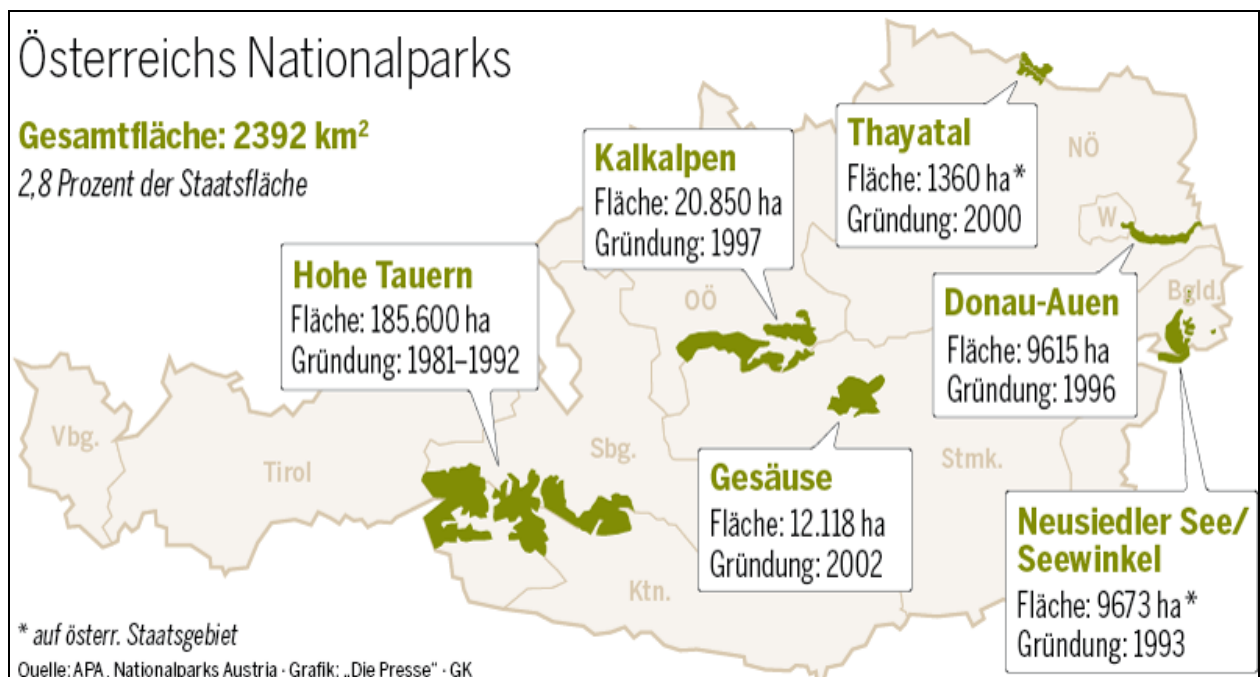 Österreichs Nationalparks
Gesamtfläche: 2392 km²
2,8 Prozent der Staatsfläche
Hohe Tauern
Fläche: 185.600 ha
Gründung: 1981–1992
Kalkalpen
Fläche: 20.850 ha
Gründung: 1997
Thayatal
Fläche: 1360 ha*
Gründung: 2000
Donau-Auen
Fläche: 9615 ha
Gründung: 1996
Gesäuse
Fläche: 12.118 ha
Gründung: 2002
Neusiedler See/
Seewinkel
Fläche: 9673 ha*
Gründung: 1993
NÖ
W
OÖ
Bgld.
Vbg.
Tirol
Sbg.
Stmk.
Ktn.
* auf österr. Staatsgebiet
Quelle: APA, Nationalparks Austria · Grafik: „Die Presse“ · GK